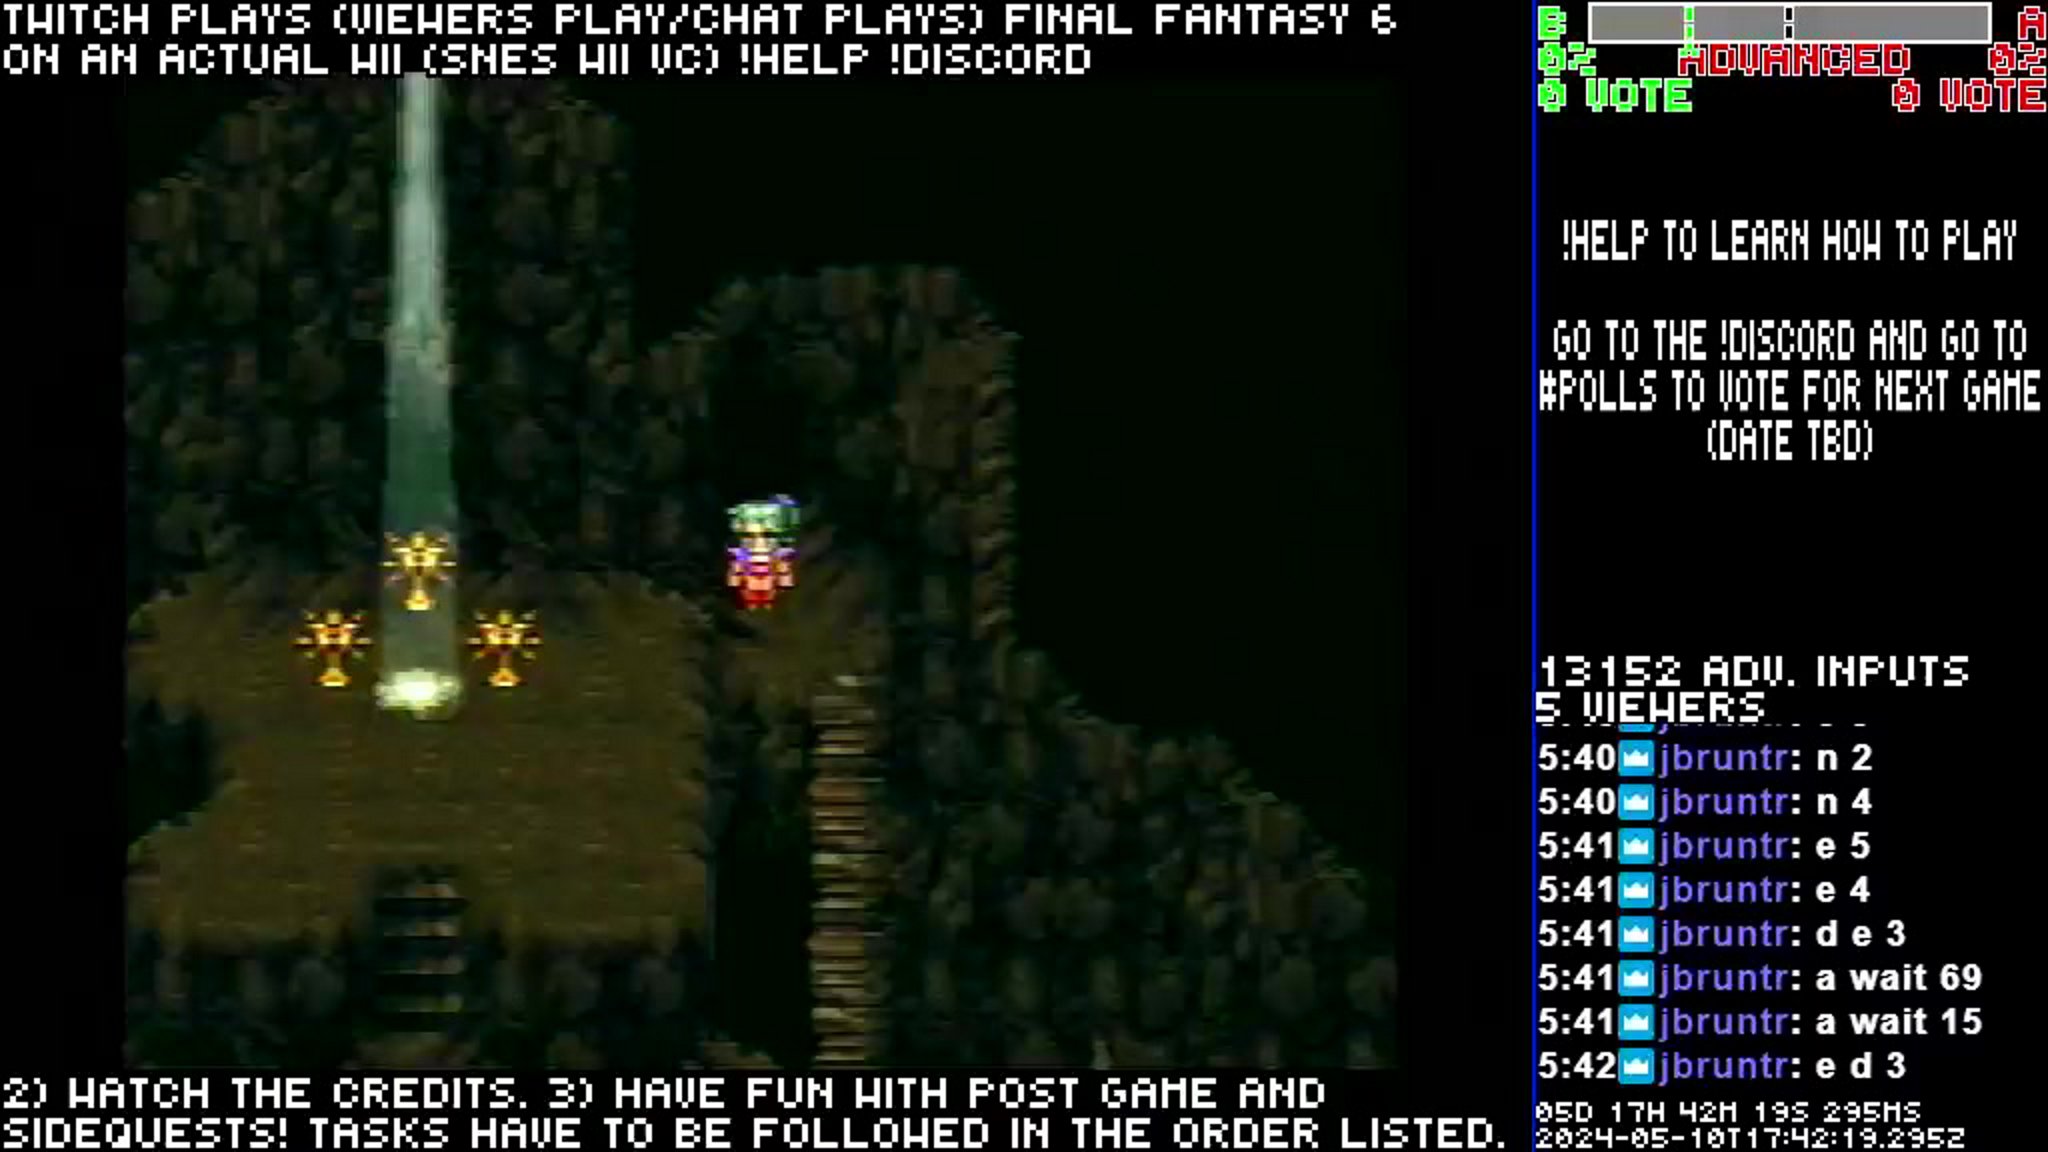 TWITCH PLAYS (VIEWERS PLAY/CHAT PLAYS) FINAL FANTASY 6
ON AN ACTUAL WII (SNES WII VC) !HELP !DISCORD
B A
0% ADVANCED 0%
0 VOTE 0 VOTE
!HELP TO LEARN HOW TO PLAY
GO TO THE !DISCORD AND GO TO
#POLLS TO VOTE FOR NEXT GAME
(DATE TBD)
13152 ADV. INPUTS
5 VIEWERS
5:40 jbruntr: n 2
5:40 jbruntr: n 4
5:41 jbruntr: e 5
5:41 jbruntr: e 4
5:41 jbruntr: d e 3
5:41 jbruntr: a wait 69
5:41 jbruntr: a wait 15
5:42 jbruntr: e d 3
05D 17H 42M 19S 295MS
2024-05-10T17:42:19.295Z
2) WATCH THE CREDITS. 3) HAVE FUN WITH POST GAME AND
SIDEQUESTS! TASKS HAVE TO BE FOLLOWED IN THE ORDER LISTED.